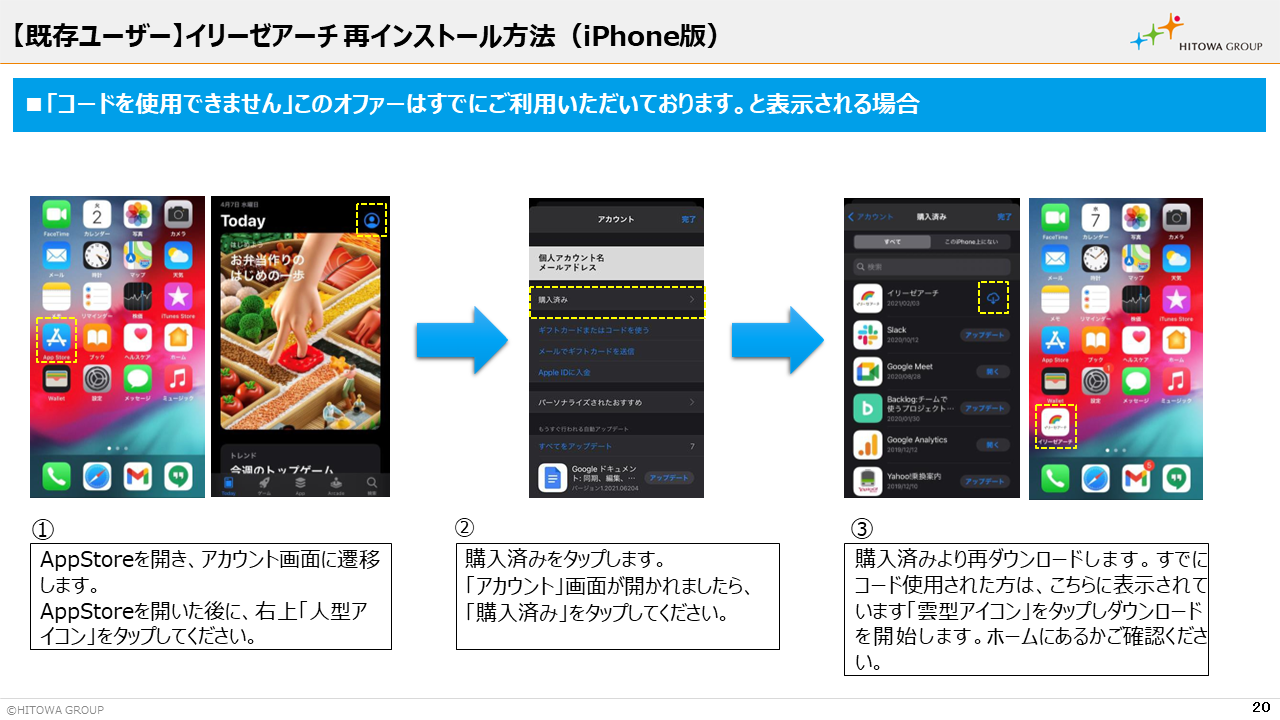 【既存ユーザー】イリーゼアーチ 再インストール方法（iPhone版）
HITOWA GROUP
■「コードを使用できません」このオファーはすでにご利用いただいております。と表示される場合
2
FaceTime
カレンダー
写真
カメラ
メール
時計
マップ
天気
メモ
リマインダー
株価
iTunes Store
App Store
ブック
ヘルスケア
ホーム
Wallet
設定
メッセージ
ミュージック
4月7日 水曜日
Today
はじめよう
お弁当作りの
はじめの一歩
トレンド
今週のトップゲーム
Today
ゲーム
App
Arcade
検索
アカウント
完了
個人アカウント名
メールアドレス
購入済み
ギフトカードまたはコードを使う
メールでギフトカードを送信
Apple IDに入金
パーソナライズされたおすすめ
もうすぐ行われる自動アップデート
すべてをアップデート 7
Google ドキュメン
ト: 同期、編集、…
バージョン1.2021.06204
アップデート
アカウント
購入済み
完了
すべて
このiPhone上にない
検索
イリーゼアーチ
2021/02/03
Slack
2020/10/12
アップデート
Google Meet
2020/08/28
開く
Backlog:チームで
使うプロジェクト…
2020/01/30
アップデート
Google Analytics
2019/12/12
開く
Yahoo!乗換案内
2019/12/10
アップデート
7
FaceTime
カレンダー
写真
カメラ
メール
時計
マップ
天気
メモ
リマインダー
株価
iTunes Store
App Store
ブック
ヘルスケア
ホーム
Wallet
設定
メッセージ
ミュージック
イリーゼアーチ
①
AppStoreを開き、アカウント画面に遷移
します。
AppStoreを開いた後に、右上「人型ア
イコン」をタップしてください。
②
購入済みをタップします。
「アカウント」画面が開かれましたら、
「購入済み」をタップしてください。
③
購入済みより再ダウンロードします。すでに
コード使用された方は、こちらに表示されて
います「雲型アイコン」をタップしダウンロード
を開始します。ホームにあるかご確認くださ
い。
©HITOWA GROUP
20